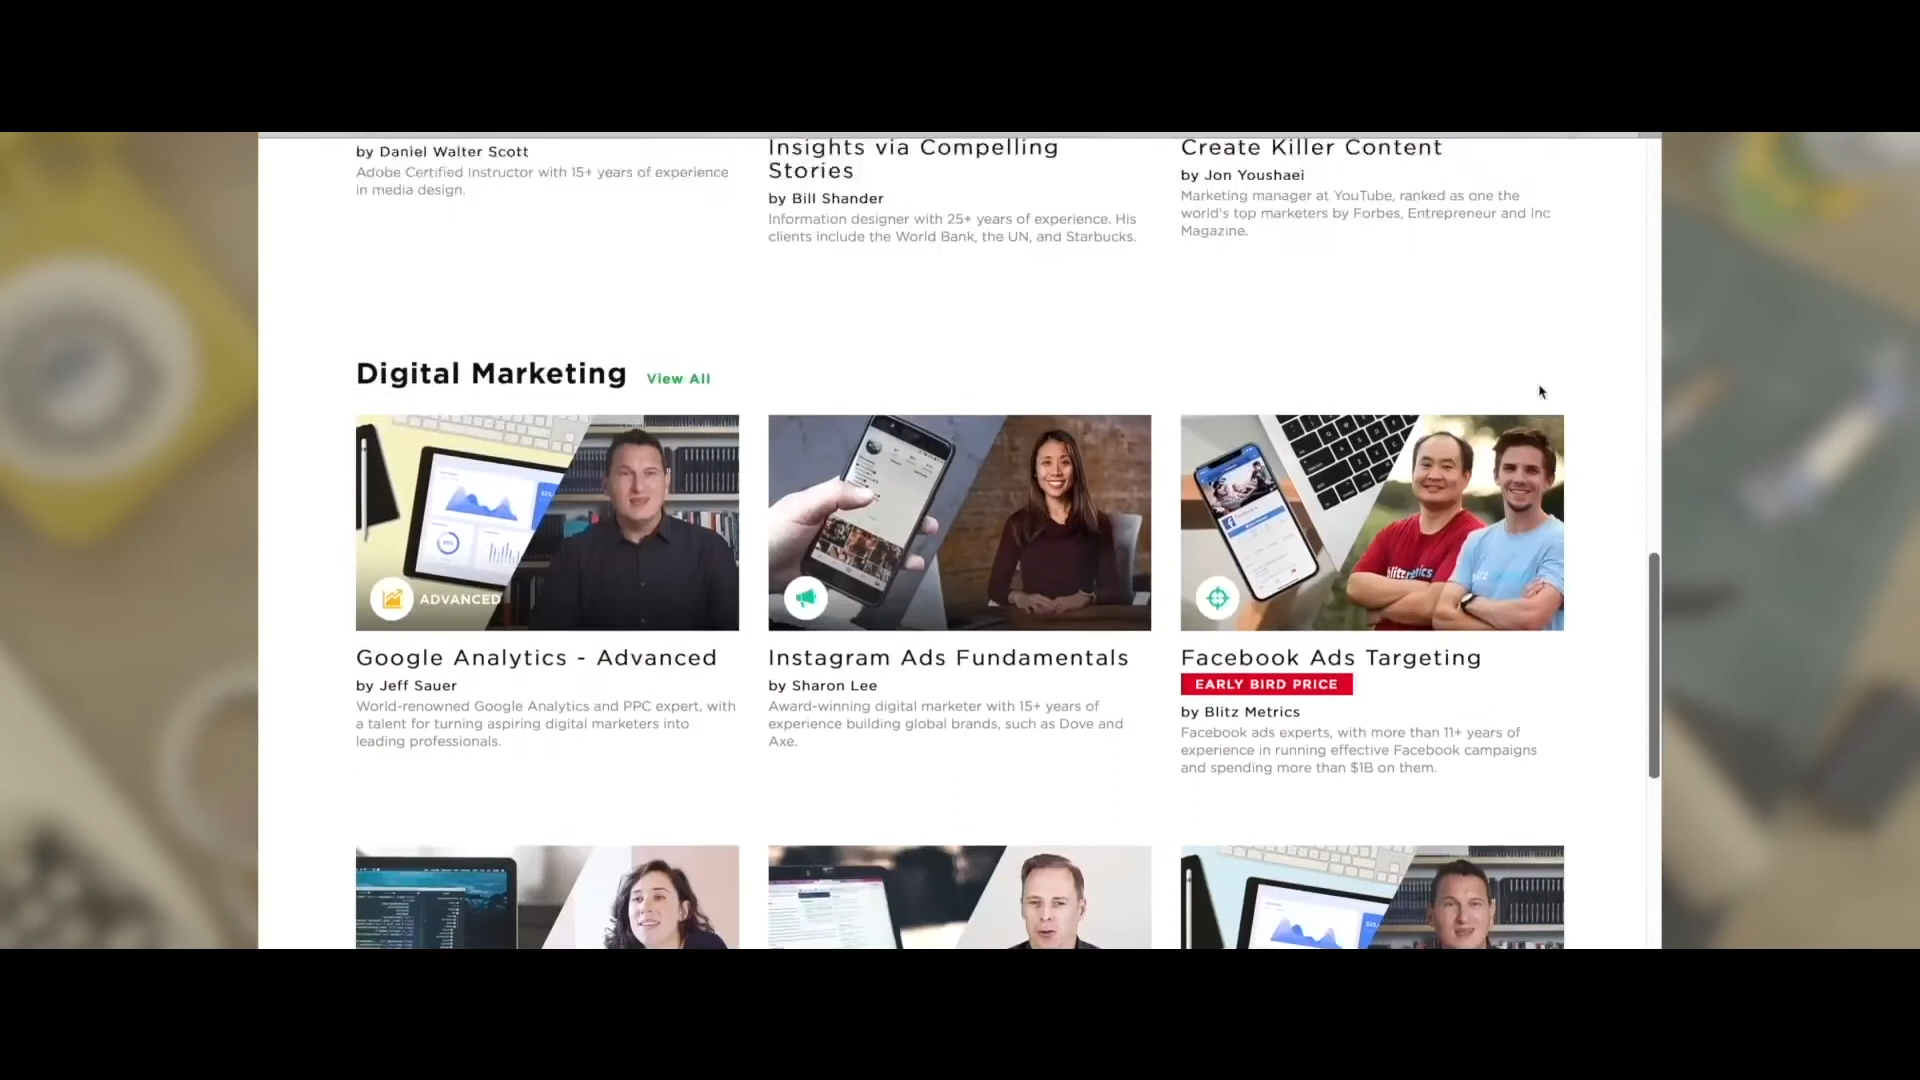 by Daniel Walter Scott
Adobe Certified Instructor with 15+ years of experience
in media design.
Insights via Compelling
Stories
by Bill Shander
Information designer with 25+ years of experience. His
clients include the World Bank, the UN, and Starbucks.
Create Killer Content
by Jon Youshaei
Marketing manager at YouTube, ranked as one the
world's top marketers by Forbes, Entrepreneur and Inc
Magazine.
Digital Marketing View All
ADVANCED
Google Analytics - Advanced
by Jeff Sauer
World-renowned Google Analytics and PPC expert, with
a talent for turning aspiring digital marketers into
leading professionals.
Instagram Ads Fundamentals
by Sharon Lee
Award-winning digital marketer with 15+ years of
experience building global brands, such as Dove and
Axe.
Facebook Ads Targeting
EARLY BIRD PRICE
by Blitz Metrics
Facebook ads experts, with more than 11+ years of
experience in running effective Facebook campaigns
and spending more than $1B on them.